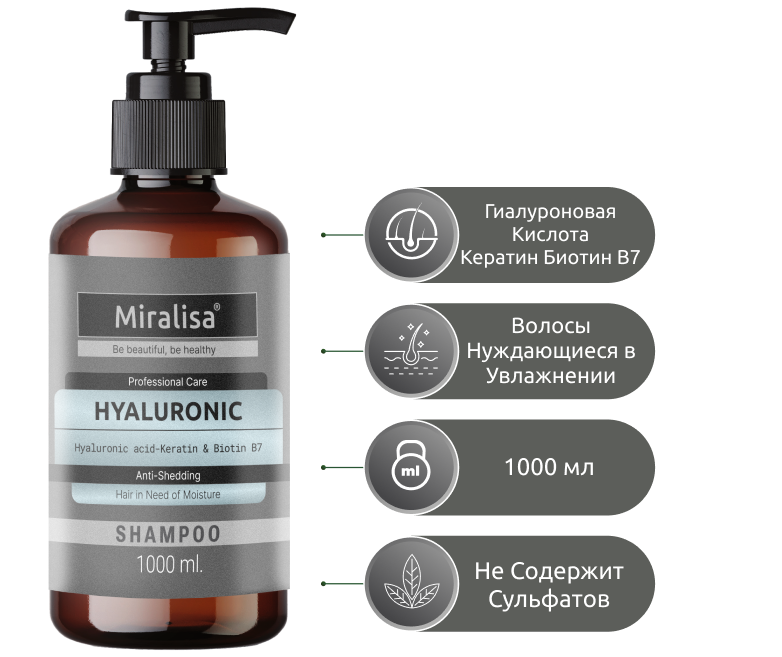 Miralisa®
Be beautiful, be healthy
Professional Care
HYALURONIC
Hyaluronic acid-Keratin & Biotin B7
Anti-Shedding
Hair in Need of Moisture
SHAMPOO
1000 ml.
Гиалуроновая
Кислота
Кератин Биотин B7
Волосы
Нуждающиеся в
Увлажнении
ml
1000 мл
Не Содержит
Сульфатов